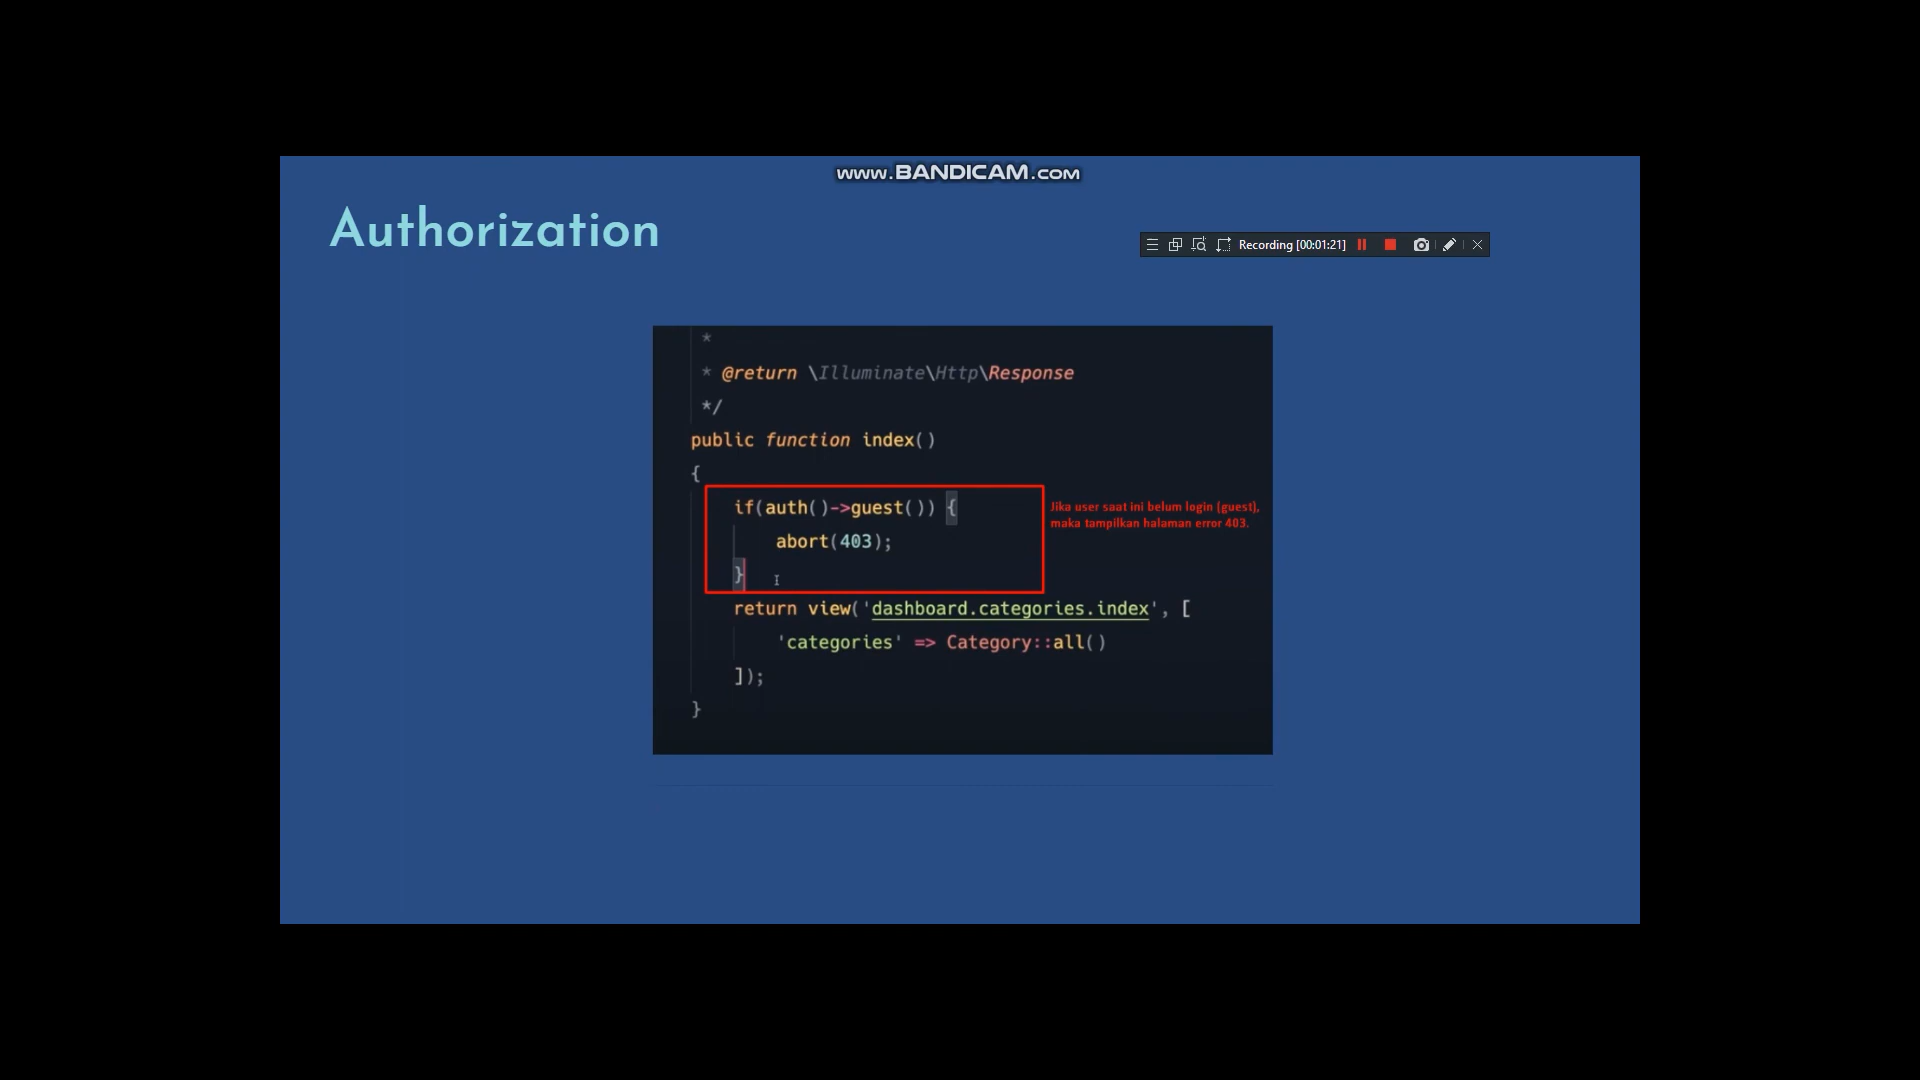 www.BANDICAM.com
Authorization
Recording [00:01:21]
*
* @return \Illuminate\Http\Response
*/
public function index()
{
if(auth()->guest()) {
abort(403);
}
Jika user saat ini belum login (guest),
maka tampilkan halaman error 403.
return view('dashboard.categories.index', [
'categories' => Category::all()
]);
}